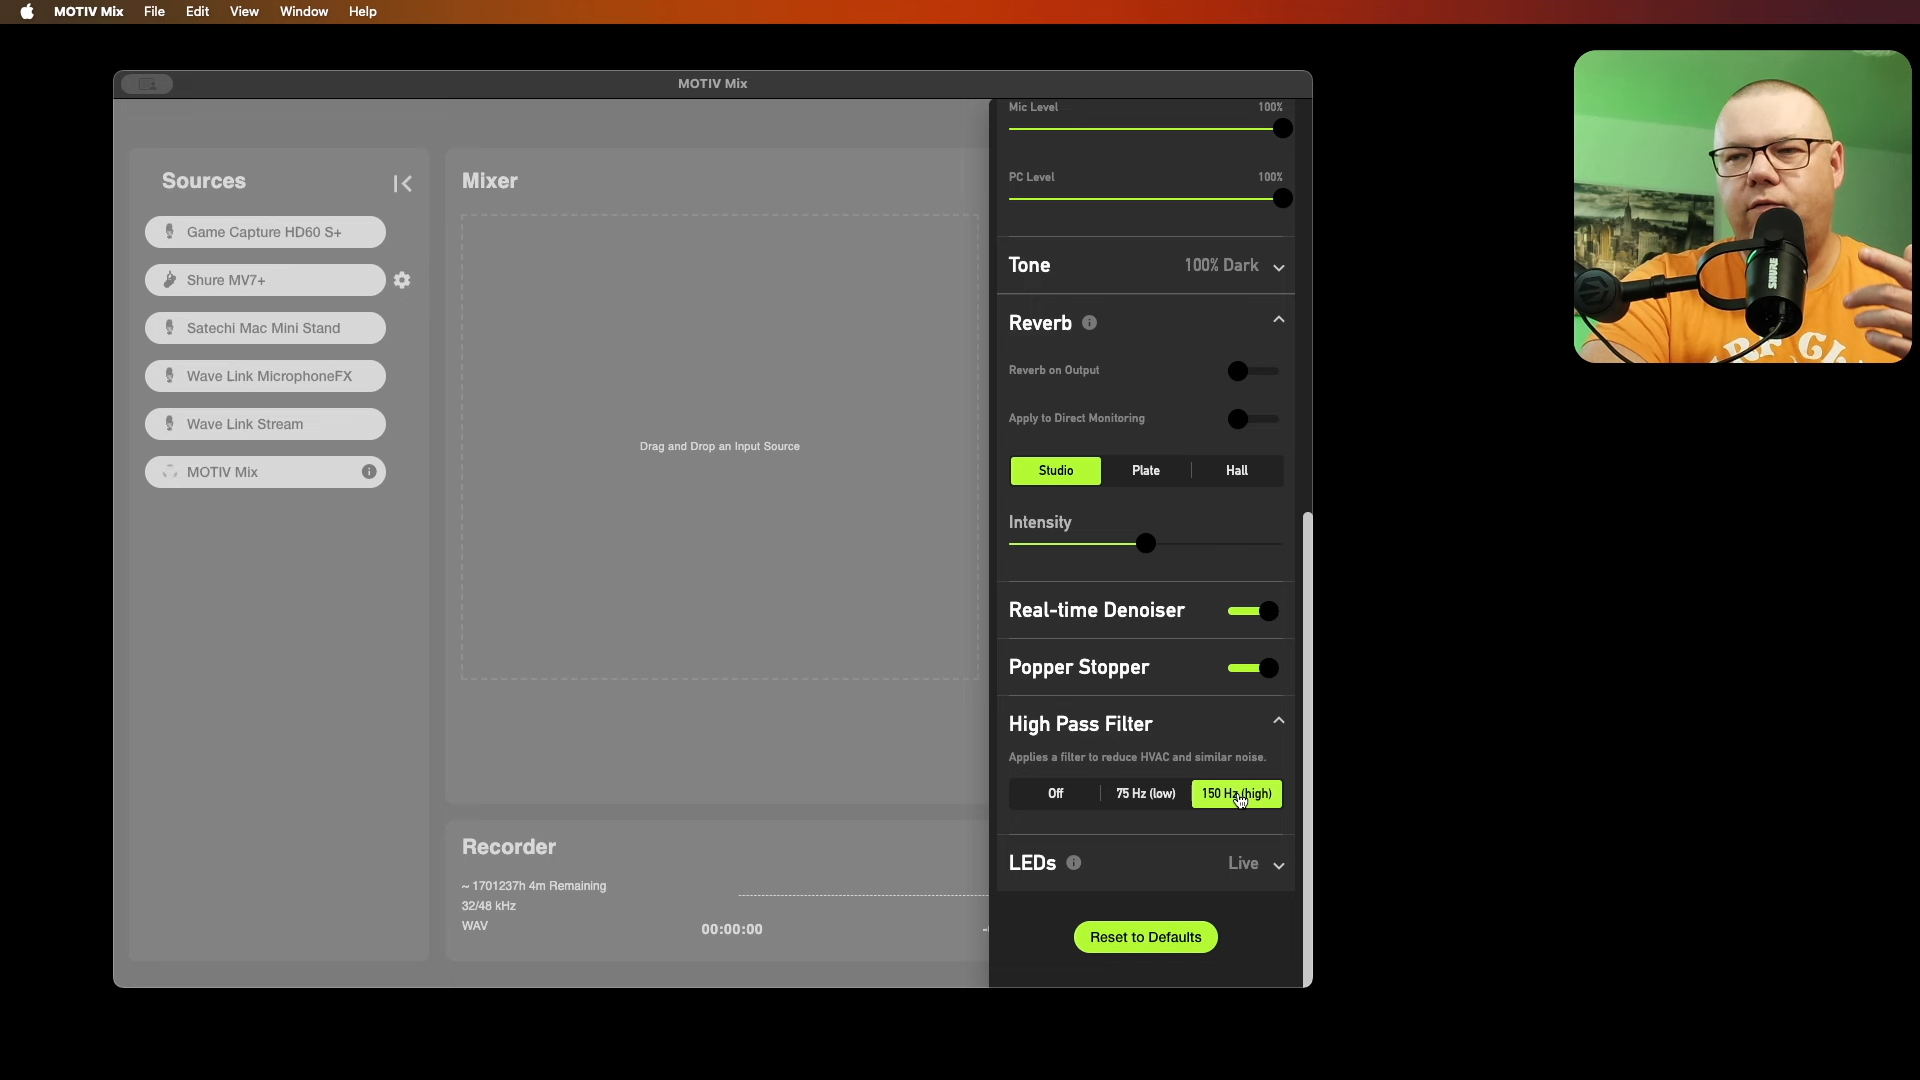 MOTIV Mix File Edit View Window Help
MOTIV Mix
Sources
Game Capture HD60 S+
Shure MV7+
Satechi Mac Mini Stand
Wave Link MicrophoneFX
Wave Link Stream
MOTIV Mix
Mixer
Drag and Drop an Input Source
Recorder
~ 1701237h 4m Remaining
32/48 kHz
WAV
00:00:00
Mic Level 100%
PC Level 100%
Tone 100% Dark
Reverb
Reverb on Output
Apply to Direct Monitoring
Studio Plate Hall
Intensity
Real-time Denoiser
Popper Stopper
High Pass Filter
Applies a filter to reduce HVAC and similar noise.
Off 75 Hz (low) 150 Hz (high)
LEDs Live
Reset to Defaults
SHURE